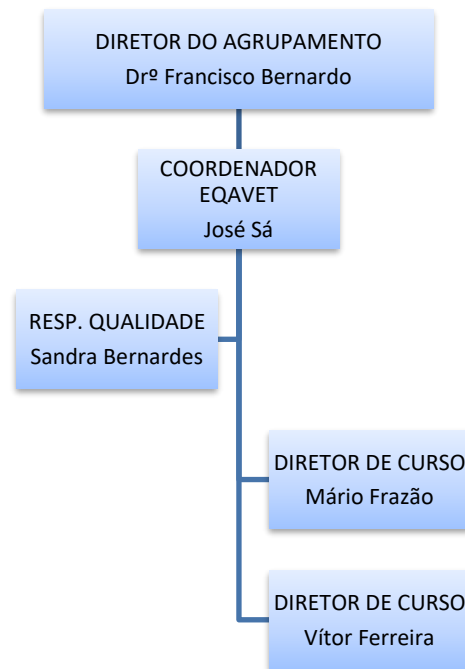 DIRETOR DO AGRUPAMENTO
Drº Francisco Bernardo
COORDENADOR
EQAVET
José Sá
RESP. QUALIDADE
Sandra Bernardes
DIRETOR DE CURSO
Mário Frazão
DIRETOR DE CURSO
Vítor Ferreira